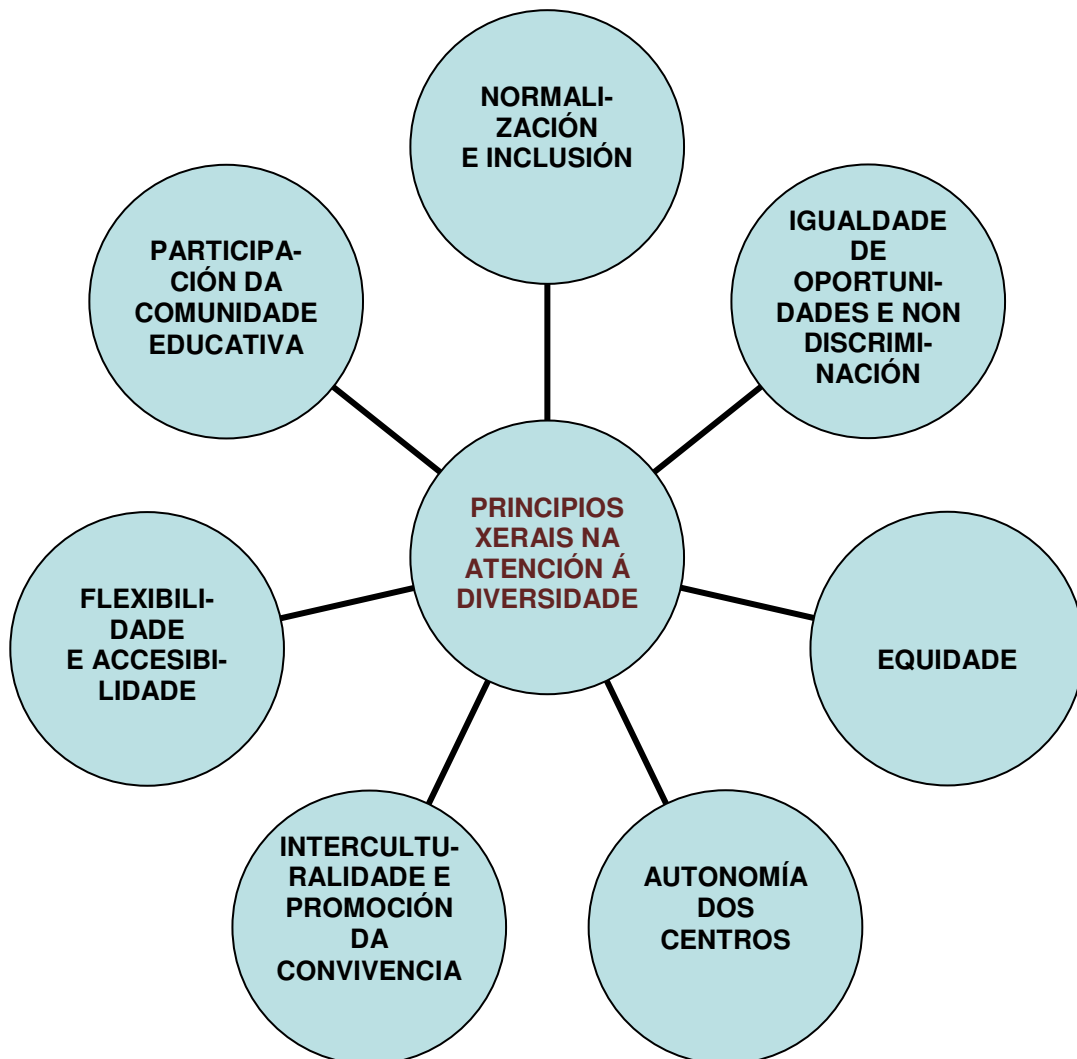 NORMALI-
ZACIÓN
E INCLUSIÓN
IGUALDADE
DE
OPORTUNI-
DADES E NON
DISCRIMI-
NACIÓN
EQUIDADE
AUTONOMÍA
DOS
CENTROS
INTERCULTU-
RALIDADE E
PROMOCIÓN
DA
CONVIVENCIA
FLEXIBILI-
DADE
E ACCESIBI-
LIDADE
PARTICIPA-
CIÓN DA
COMUNIDADE
EDUCATIVA
PRINCIPIOS
XERAIS NA
ATENCIÓN Á
DIVERSIDADE